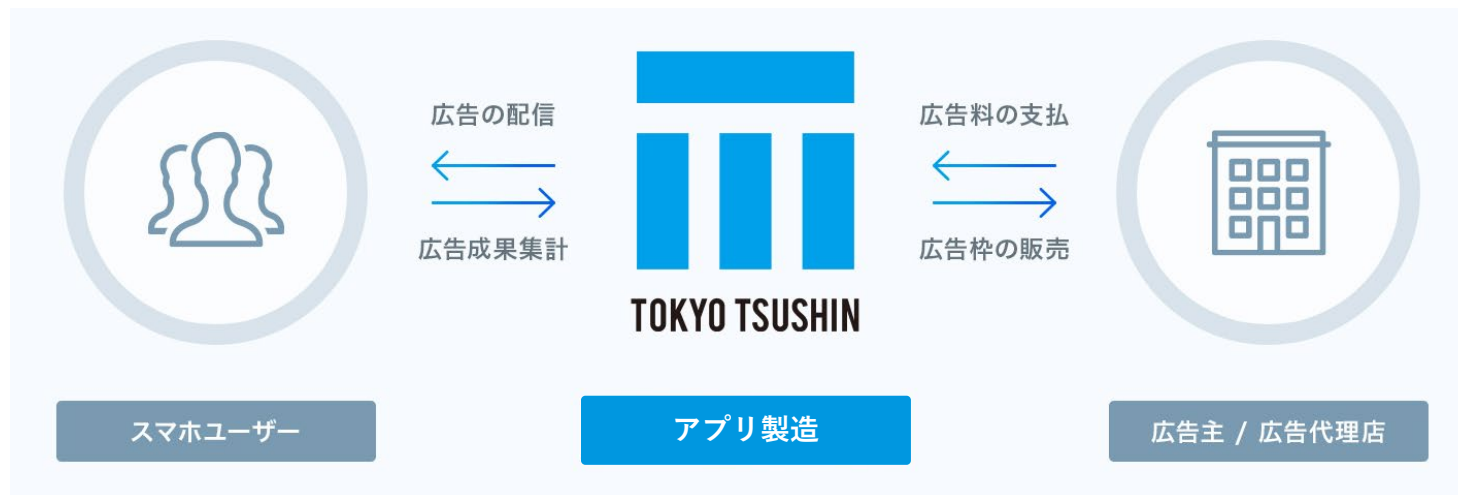 広告の配信
広告成果集計
TOKYO TSUSHIN
広告料の支払
広告枠の販売
スマホユーザー
アプリ製造
広告主 / 広告代理店